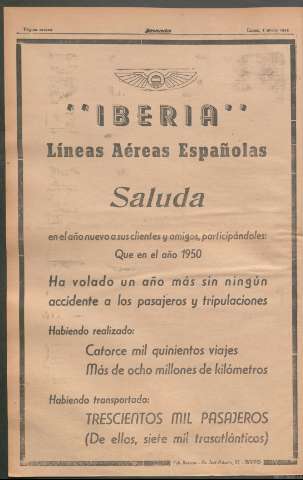 Página octava
" "IBERIA" "
Líneas Aéreas Españolas
Saluda
en el año nuevo a sus clientes y amigos, participándoles:
Que en el año 1950
Ha volado un año más sin ningún
accidente a los pasajeros y tripulaciones
Habiendo realizado:
Catorce mil quinientos viajes
Más de ocho millones de kilómetros
Habiendo transportado:
TRESCIENTOS MIL PASAJEROS
(De ellos, siete mil trasatlánticos)